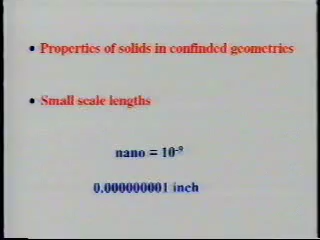 • Properties of solids in confinded geometries
• Small scale lengths
nano = 10⁻⁹
0.000000001 inch